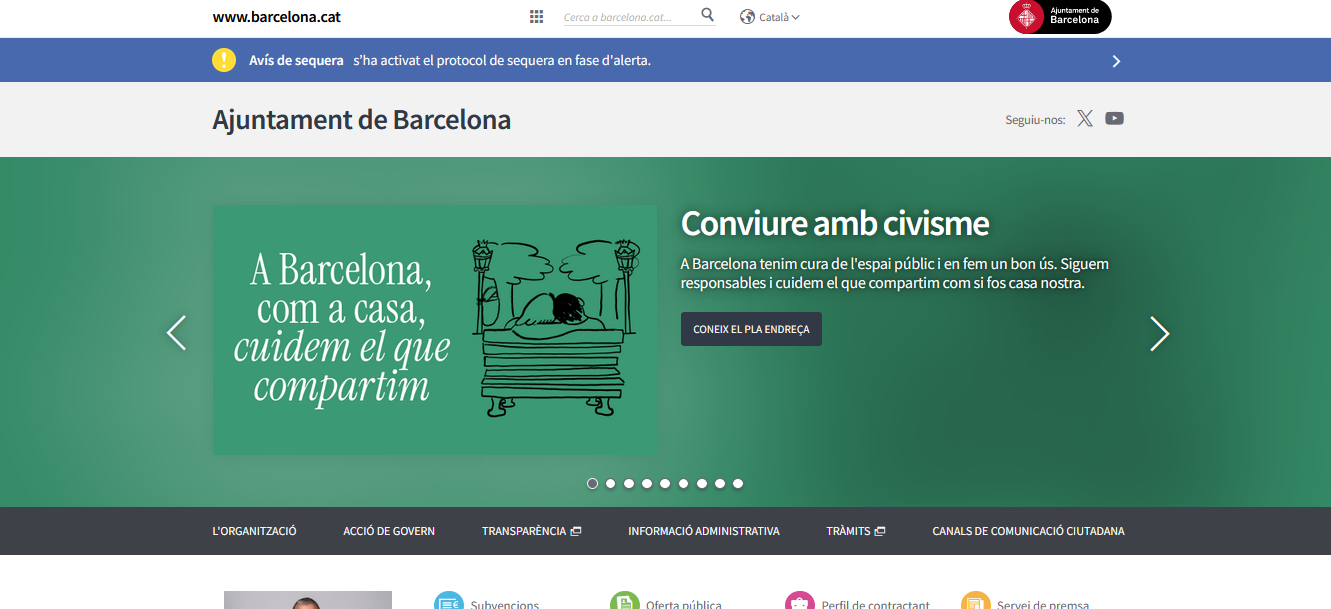 www.barcelona.cat
Cerca a barcelona.cat...
Català
Ajuntament de
Barcelona
Avís de sequera s'ha activat el protocol de sequera en fase d'alerta.
Ajuntament de Barcelona
Seguiu-nos:
A Barcelona,
com a casa,
cuidem el que
compartim
Conviure amb civisme
A Barcelona tenim cura de l'espai públic i en fem un bon ús. Siguem
responsables i cuidem el que compartim com si fos casa nostra.
CONEIX EL PLA ENDREÇA
L'ORGANITZACIÓ
ACCIÓ DE GOVERN
TRANSPARÈNCIA
INFORMACIÓ ADMINISTRATIVA
TRÀMITS
CANALS DE COMUNICACIÓ CIUTADANA
Subvencions
Oferta pública
Perfil de contractant
Servei de premsa